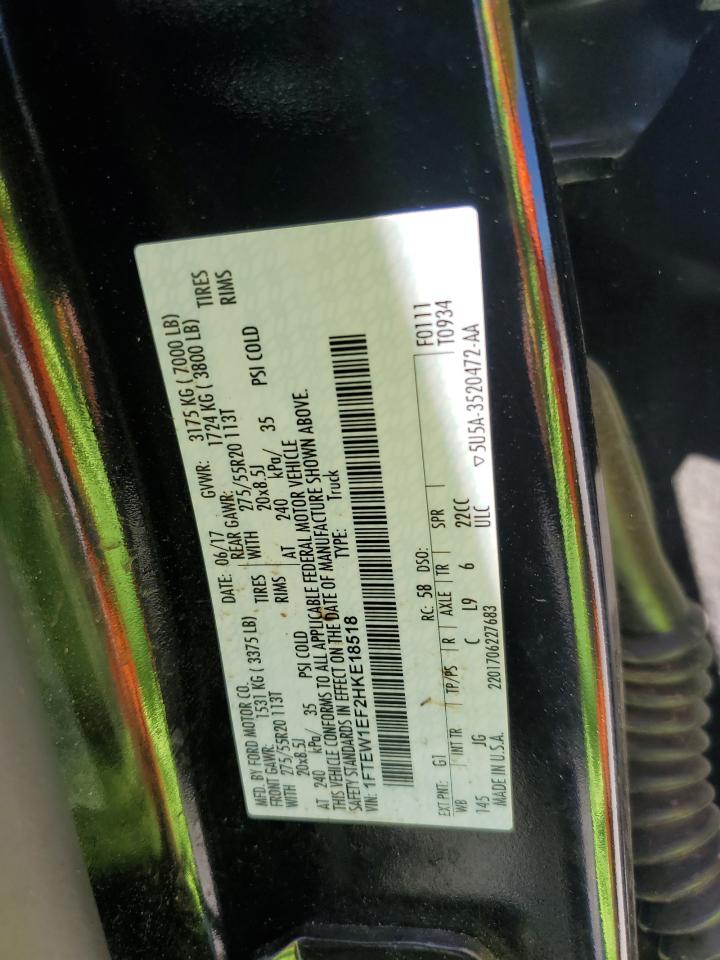 MFD. BY FORD MOTOR CO.
DATE: 06/17 GVWR: 3175 KG ( 7000 LB)
FRONT GAWR: 1531 KG ( 3375 LB) REAR GAWR: 1724 KG ( 3800 LB)
WITH 275/55R20 113T TIRES WITH 275/55R20 113T TIRES
20x8.5J RIMS 20x8.5J RIMS
AT 240 kPa/ 35 PSI COLD AT 240 kPa/ 35 PSI COLD
THIS VEHICLE CONFORMS TO ALL APPLICABLE FEDERAL MOTOR VEHICLE
SAFETY STANDARDS IN EFFECT ON THE DATE OF MANUFACTURE SHOWN ABOVE.
VIN: 1FTEW1EF2HKE18518 TYPE: Truck
EXT PNT: G1 RC: 58 DSO: F0111
WB INT TR TP/PS R AXLE TR SPR T0934
145 JG C L9 6 22CC
MADE IN U.S.A. 2201706227683 ULC ▽5U5A-3520472-AA